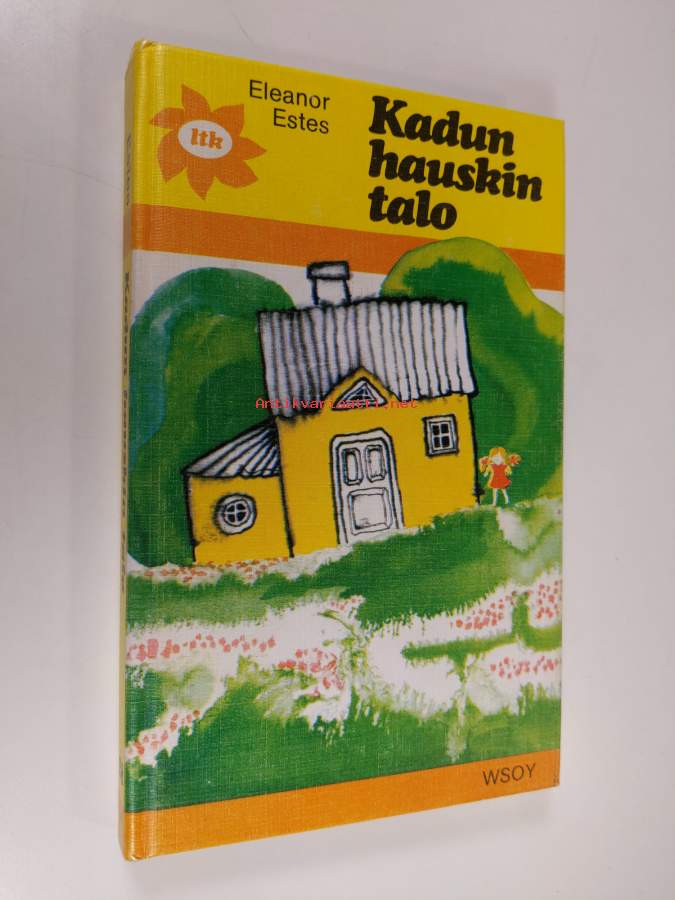 Eleanor
Estes
Kadun
hauskin
talo
ltk
Antikvariaatti.net
WSOY